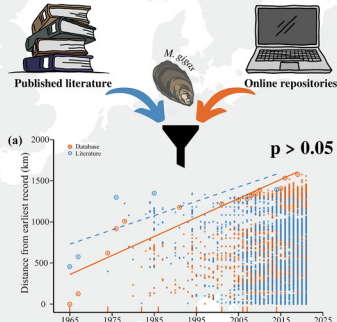 M. gigas
Published literature
Online repositories
(a)
Database
Literature
p > 0.05
Distance from earliest record (km)
2000
1500
1000
500
0
1965 1975 1985 1995 2005 2015 2025